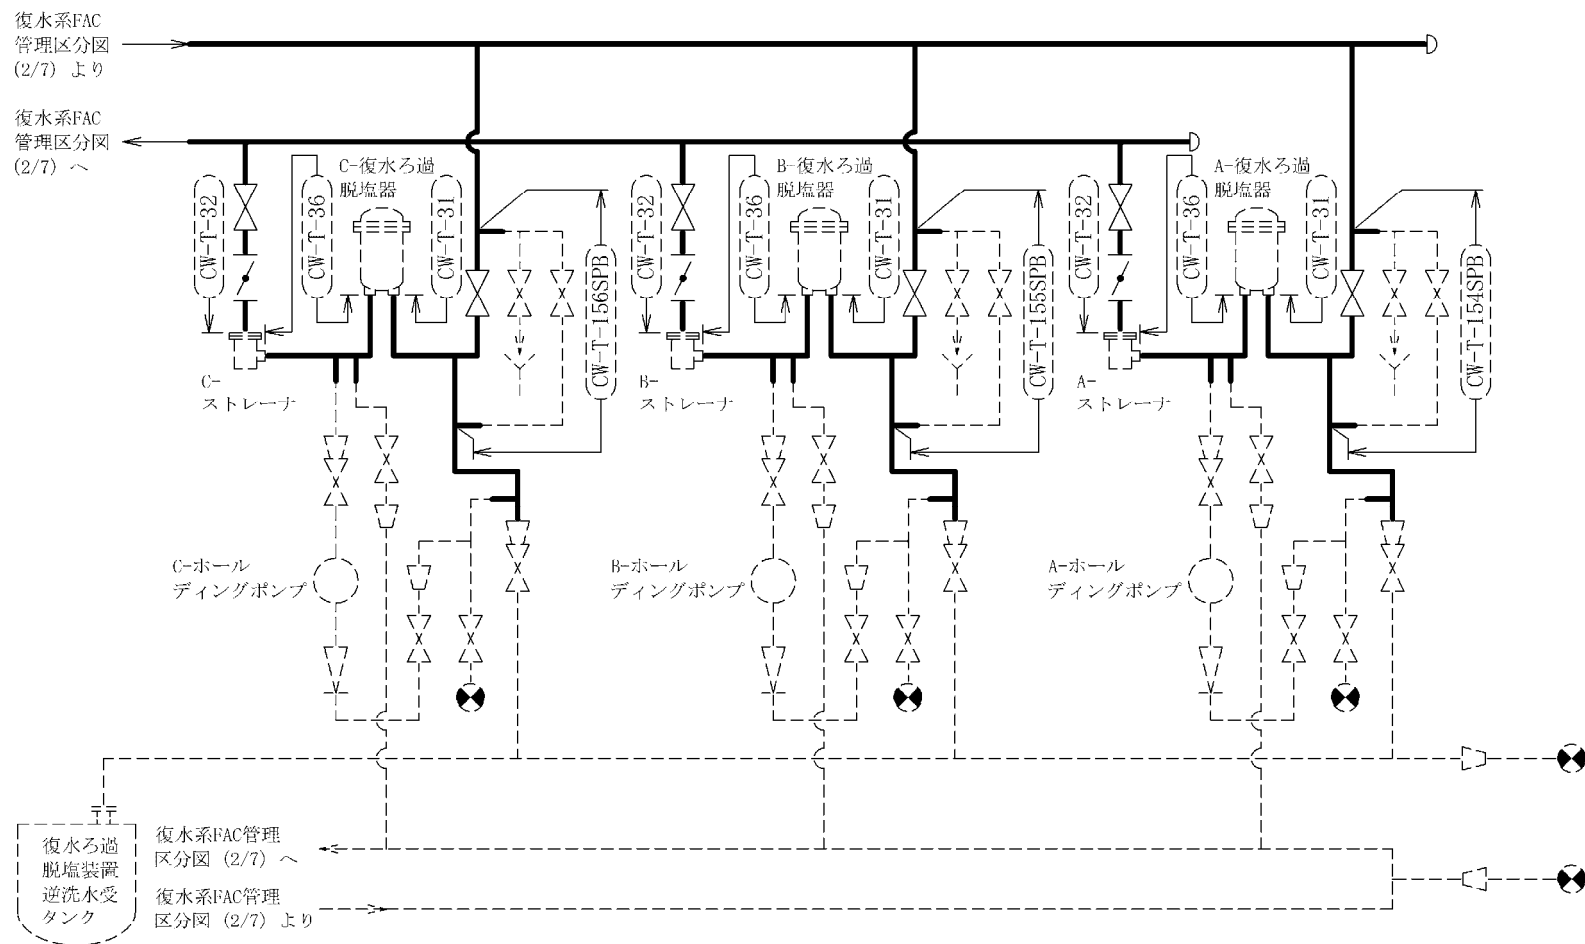 復水系FAC
管理区分図
(2/7) より
復水系FAC
管理区分図
(2/7) へ
C-復水ろ過
脱塩器
B-復水ろ過
脱塩器
A-復水ろ過
脱塩器
CW-T-32
CW-T-36
CW-T-31
CW-T-156SPB
CW-T-32
CW-T-36
CW-T-31
CW-T-155SPB
CW-T-32
CW-T-36
CW-T-31
CW-T-154SPB
C-
ストレーナ
B-
ストレーナ
A-
ストレーナ
C-ホール
ディングポンプ
B-ホール
ディングポンプ
A-ホール
ディングポンプ
復水ろ過
脱塩装置
逆洗水受
タンク
復水系FAC管理
区分図 (2/7) へ
復水系FAC管理
区分図 (2/7) より